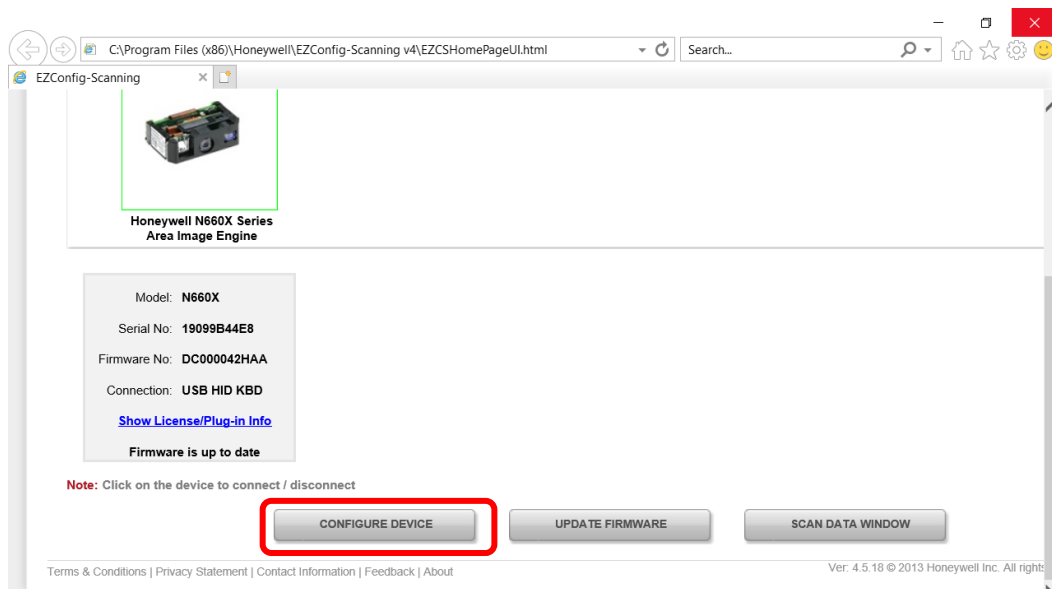 C:\Program Files (x86)\Honeywell\EZConfig-Scanning v4\EZCSHomePageUI.html
Search...
EZConfig-Scanning
Honeywell N660X Series
Area Image Engine
Model: N660X
Serial No: 19099B44E8
Firmware No: DC000042HAA
Connection: USB HID KBD
Show License/Plug-in Info
Firmware is up to date
Note: Click on the device to connect / disconnect
CONFIGURE DEVICE
UPDATE FIRMWARE
SCAN DATA WINDOW
Terms & Conditions | Privacy Statement | Contact Information | Feedback | About
Ver: 4.5.18 © 2013 Honeywell Inc. All rights